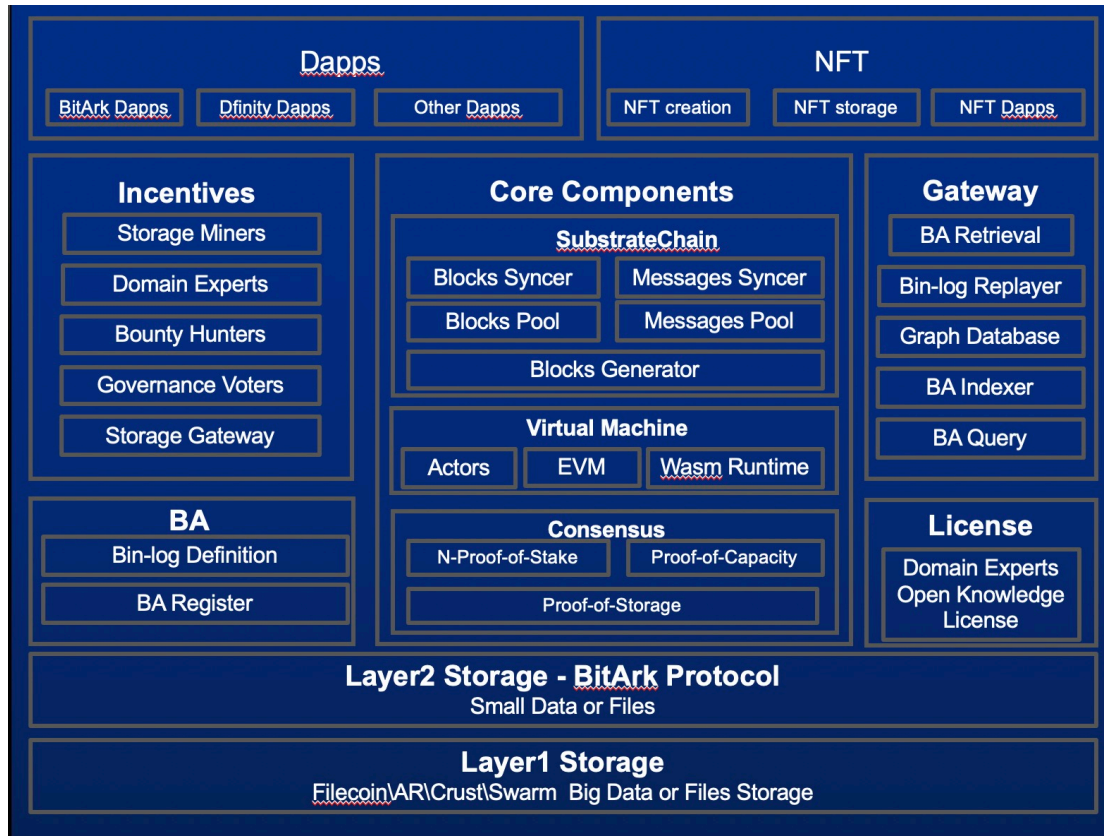 Dapps
BitArk Dapps
Dfinity Dapps
Other Dapps
NFT
NFT creation
NFT storage
NFT Dapps
Incentives
Storage Miners
Domain Experts
Bounty Hunters
Governance Voters
Storage Gateway
BA
Bin-log Definition
BA Register
Core Components
SubstrateChain
Blocks Syncer
Messages Syncer
Blocks Pool
Messages Pool
Blocks Generator
Virtual Machine
Actors
EVM
Wasm Runtime
Consensus
N-Proof-of-Stake
Proof-of-Capacity
Proof-of-Storage
Gateway
BA Retrieval
Bin-log Replayer
Graph Database
BA Indexer
BA Query
License
Domain Experts
Open Knowledge
License
Layer2 Storage - BitArk Protocol
Small Data or Files
Layer1 Storage
Filecoin\AR\Crust\Swarm  Big Data or Files Storage